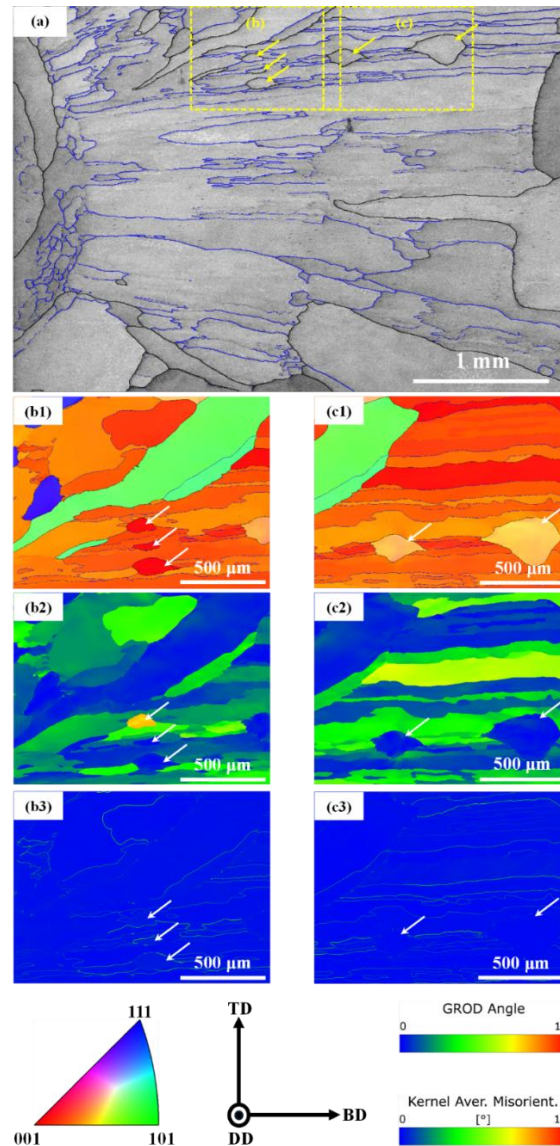 (a)
(b)
(c)
1 mm
(b1)
500 μm
(c1)
500 μm
(b2)
500 μm
(c2)
500 μm
(b3)
500 μm
(c3)
500 μm
111
001
101
TD
BD
DD
GROD Angle
0
Kernel Aver. Misorient.
0
[°]